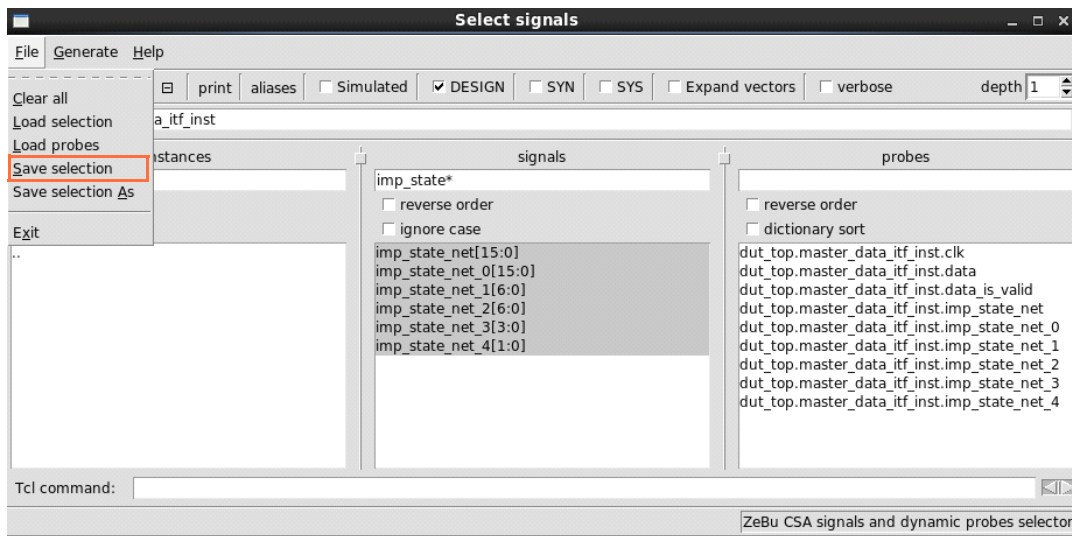 Select signals
File Generate Help
print aliases Simulated DESIGN SYN SYS Expand vectors verbose depth 1
Clear all
Load selection
Load probes
Save selection
Save selection As
Exit
a_itf_inst
nstances
..
signals
imp_state*
reverse order
ignore case
imp_state_net[15:0]
imp_state_net_0[15:0]
imp_state_net_1[6:0]
imp_state_net_2[6:0]
imp_state_net_3[3:0]
imp_state_net_4[1:0]
probes
reverse order
dictionary sort
dut_top.master_data_itf_inst.clk
dut_top.master_data_itf_inst.data
dut_top.master_data_itf_inst.data_is_valid
dut_top.master_data_itf_inst.imp_state_net
dut_top.master_data_itf_inst.imp_state_net_0
dut_top.master_data_itf_inst.imp_state_net_1
dut_top.master_data_itf_inst.imp_state_net_2
dut_top.master_data_itf_inst.imp_state_net_3
dut_top.master_data_itf_inst.imp_state_net_4
Tcl command:
ZeBu CSA signals and dynamic probes selector